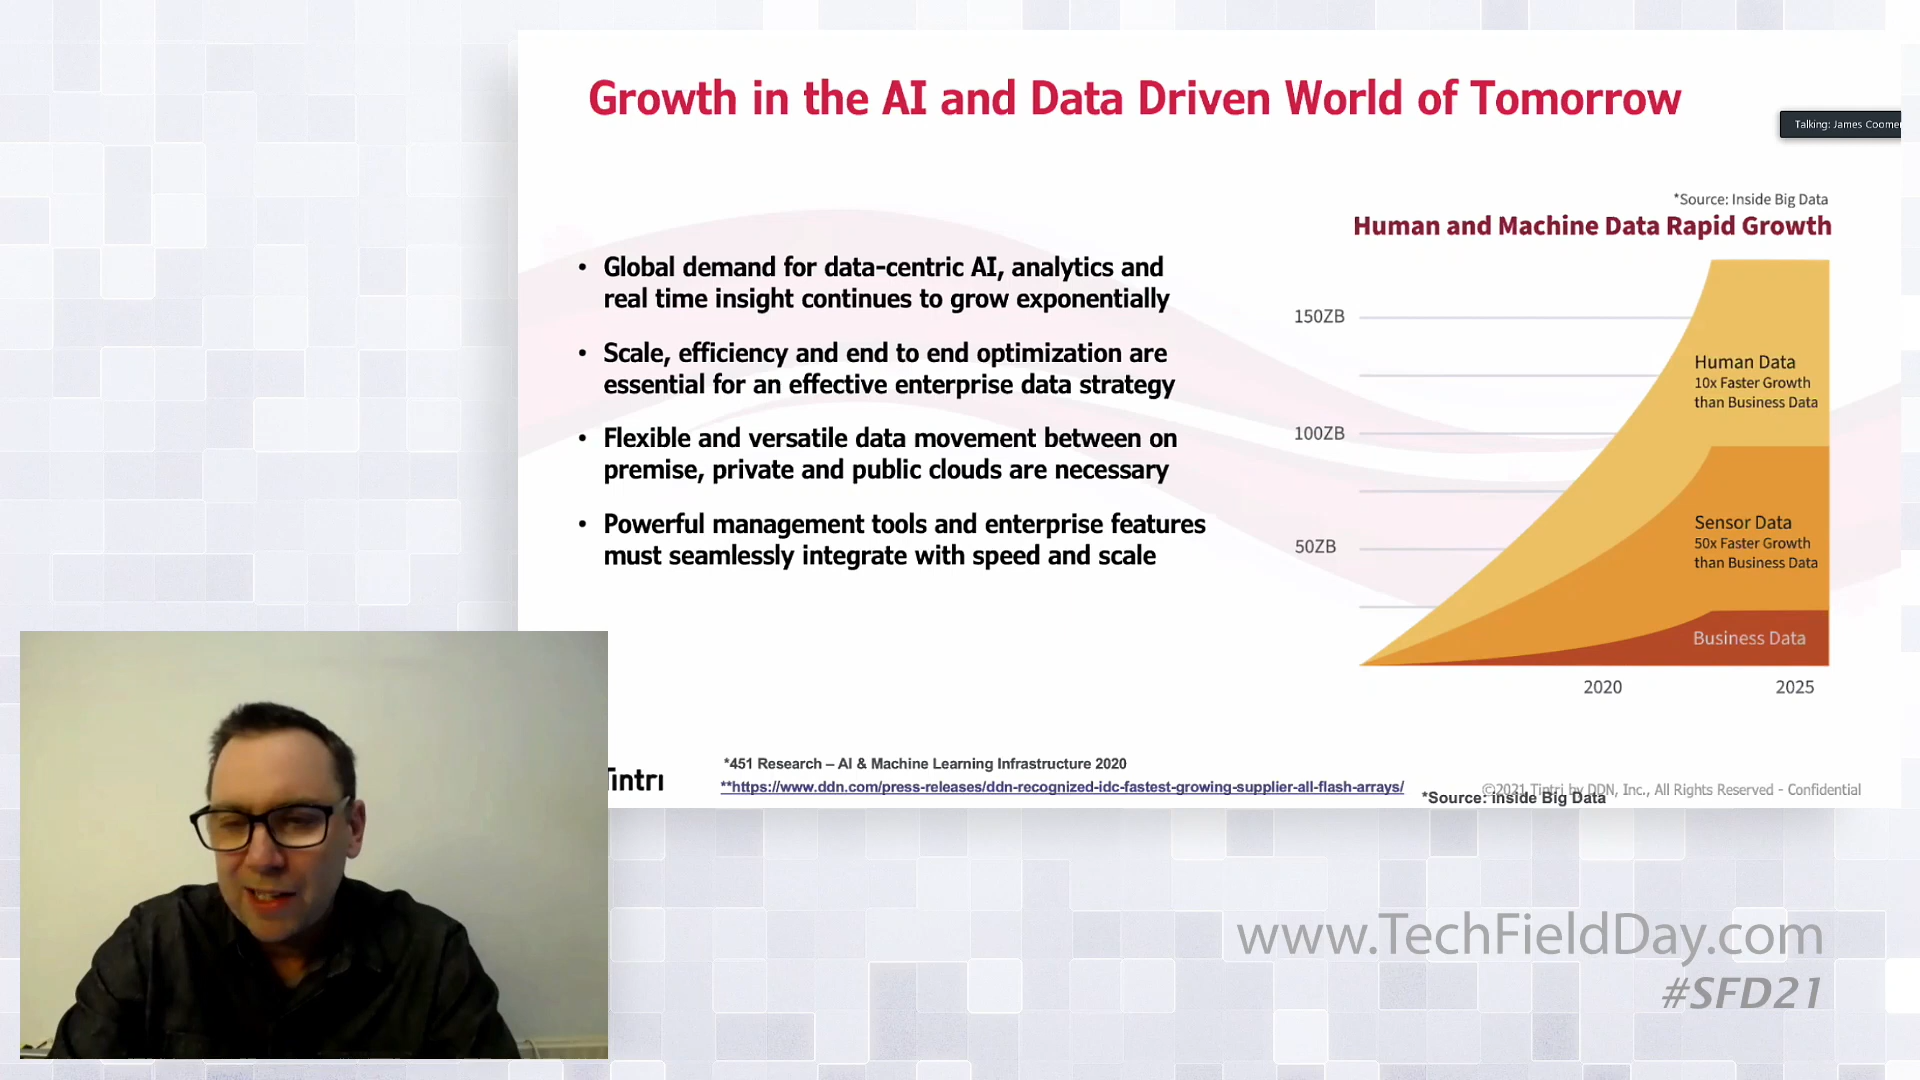 Growth in the AI and Data Driven World of Tomorrow
Talking: James Coomer
*Source: Inside Big Data
Human and Machine Data Rapid Growth
• Global demand for data-centric AI, analytics and
real time insight continues to grow exponentially
• Scale, efficiency and end to end optimization are
essential for an effective enterprise data strategy
• Flexible and versatile data movement between on
premise, private and public clouds are necessary
• Powerful management tools and enterprise features
must seamlessly integrate with speed and scale
150ZB
100ZB
50ZB
Human Data
10x Faster Growth
than Business Data
Sensor Data
50x Faster Growth
than Business Data
Business Data
2020 2025
Tintri
*451 Research – AI & Machine Learning Infrastructure 2020
**https://www.ddn.com/press-releases/ddn-recognized-idc-fastest-growing-supplier-all-flash-arrays/
*Source: inside Big Data
©2021 Tintri by DDN, Inc., All Rights Reserved - Confidential
www.TechFieldDay.com
#SFD21